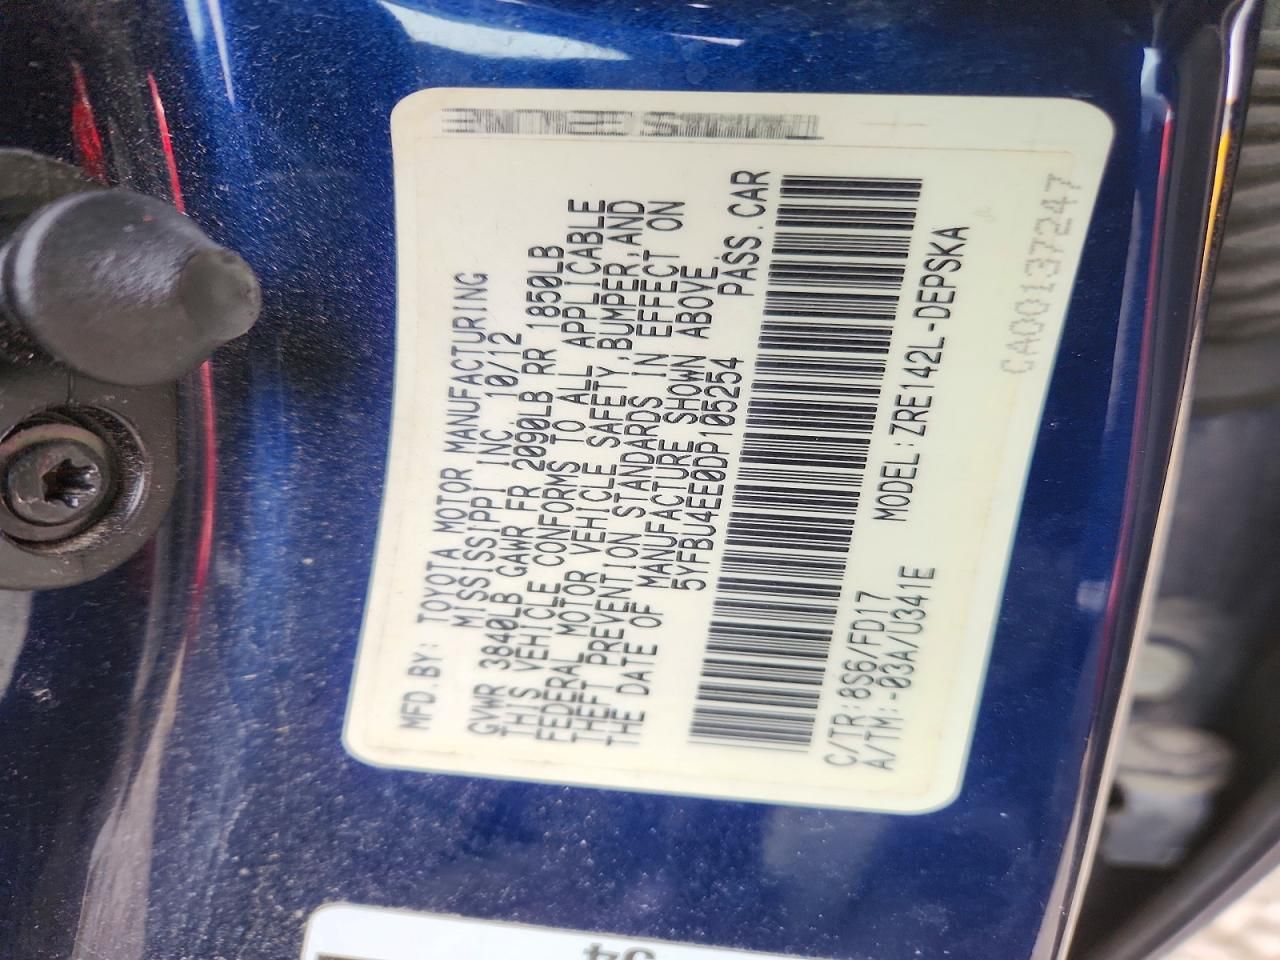 MFD.BY: TOYOTA MOTOR MANUFACTURING
MISSISSIPPI INC. 10/12
GVWR 3840LB GAWR FR 2090LB RR 1850LB
THIS VEHICLE CONFORMS TO ALL APPLICABLE
FEDERAL MOTOR VEHICLE SAFETY,BUMPER,AND
THEFT PREVENTION STANDARDS IN EFFECT ON
THE DATE OF MANUFACTURE SHOWN ABOVE.
5YFBU4EE0DP105254 PASS.CAR
C/TR:8S6/FD17 MODEL:ZRE142L-DEPSKA
A/TM:-03A/U341E
CA00137247
34